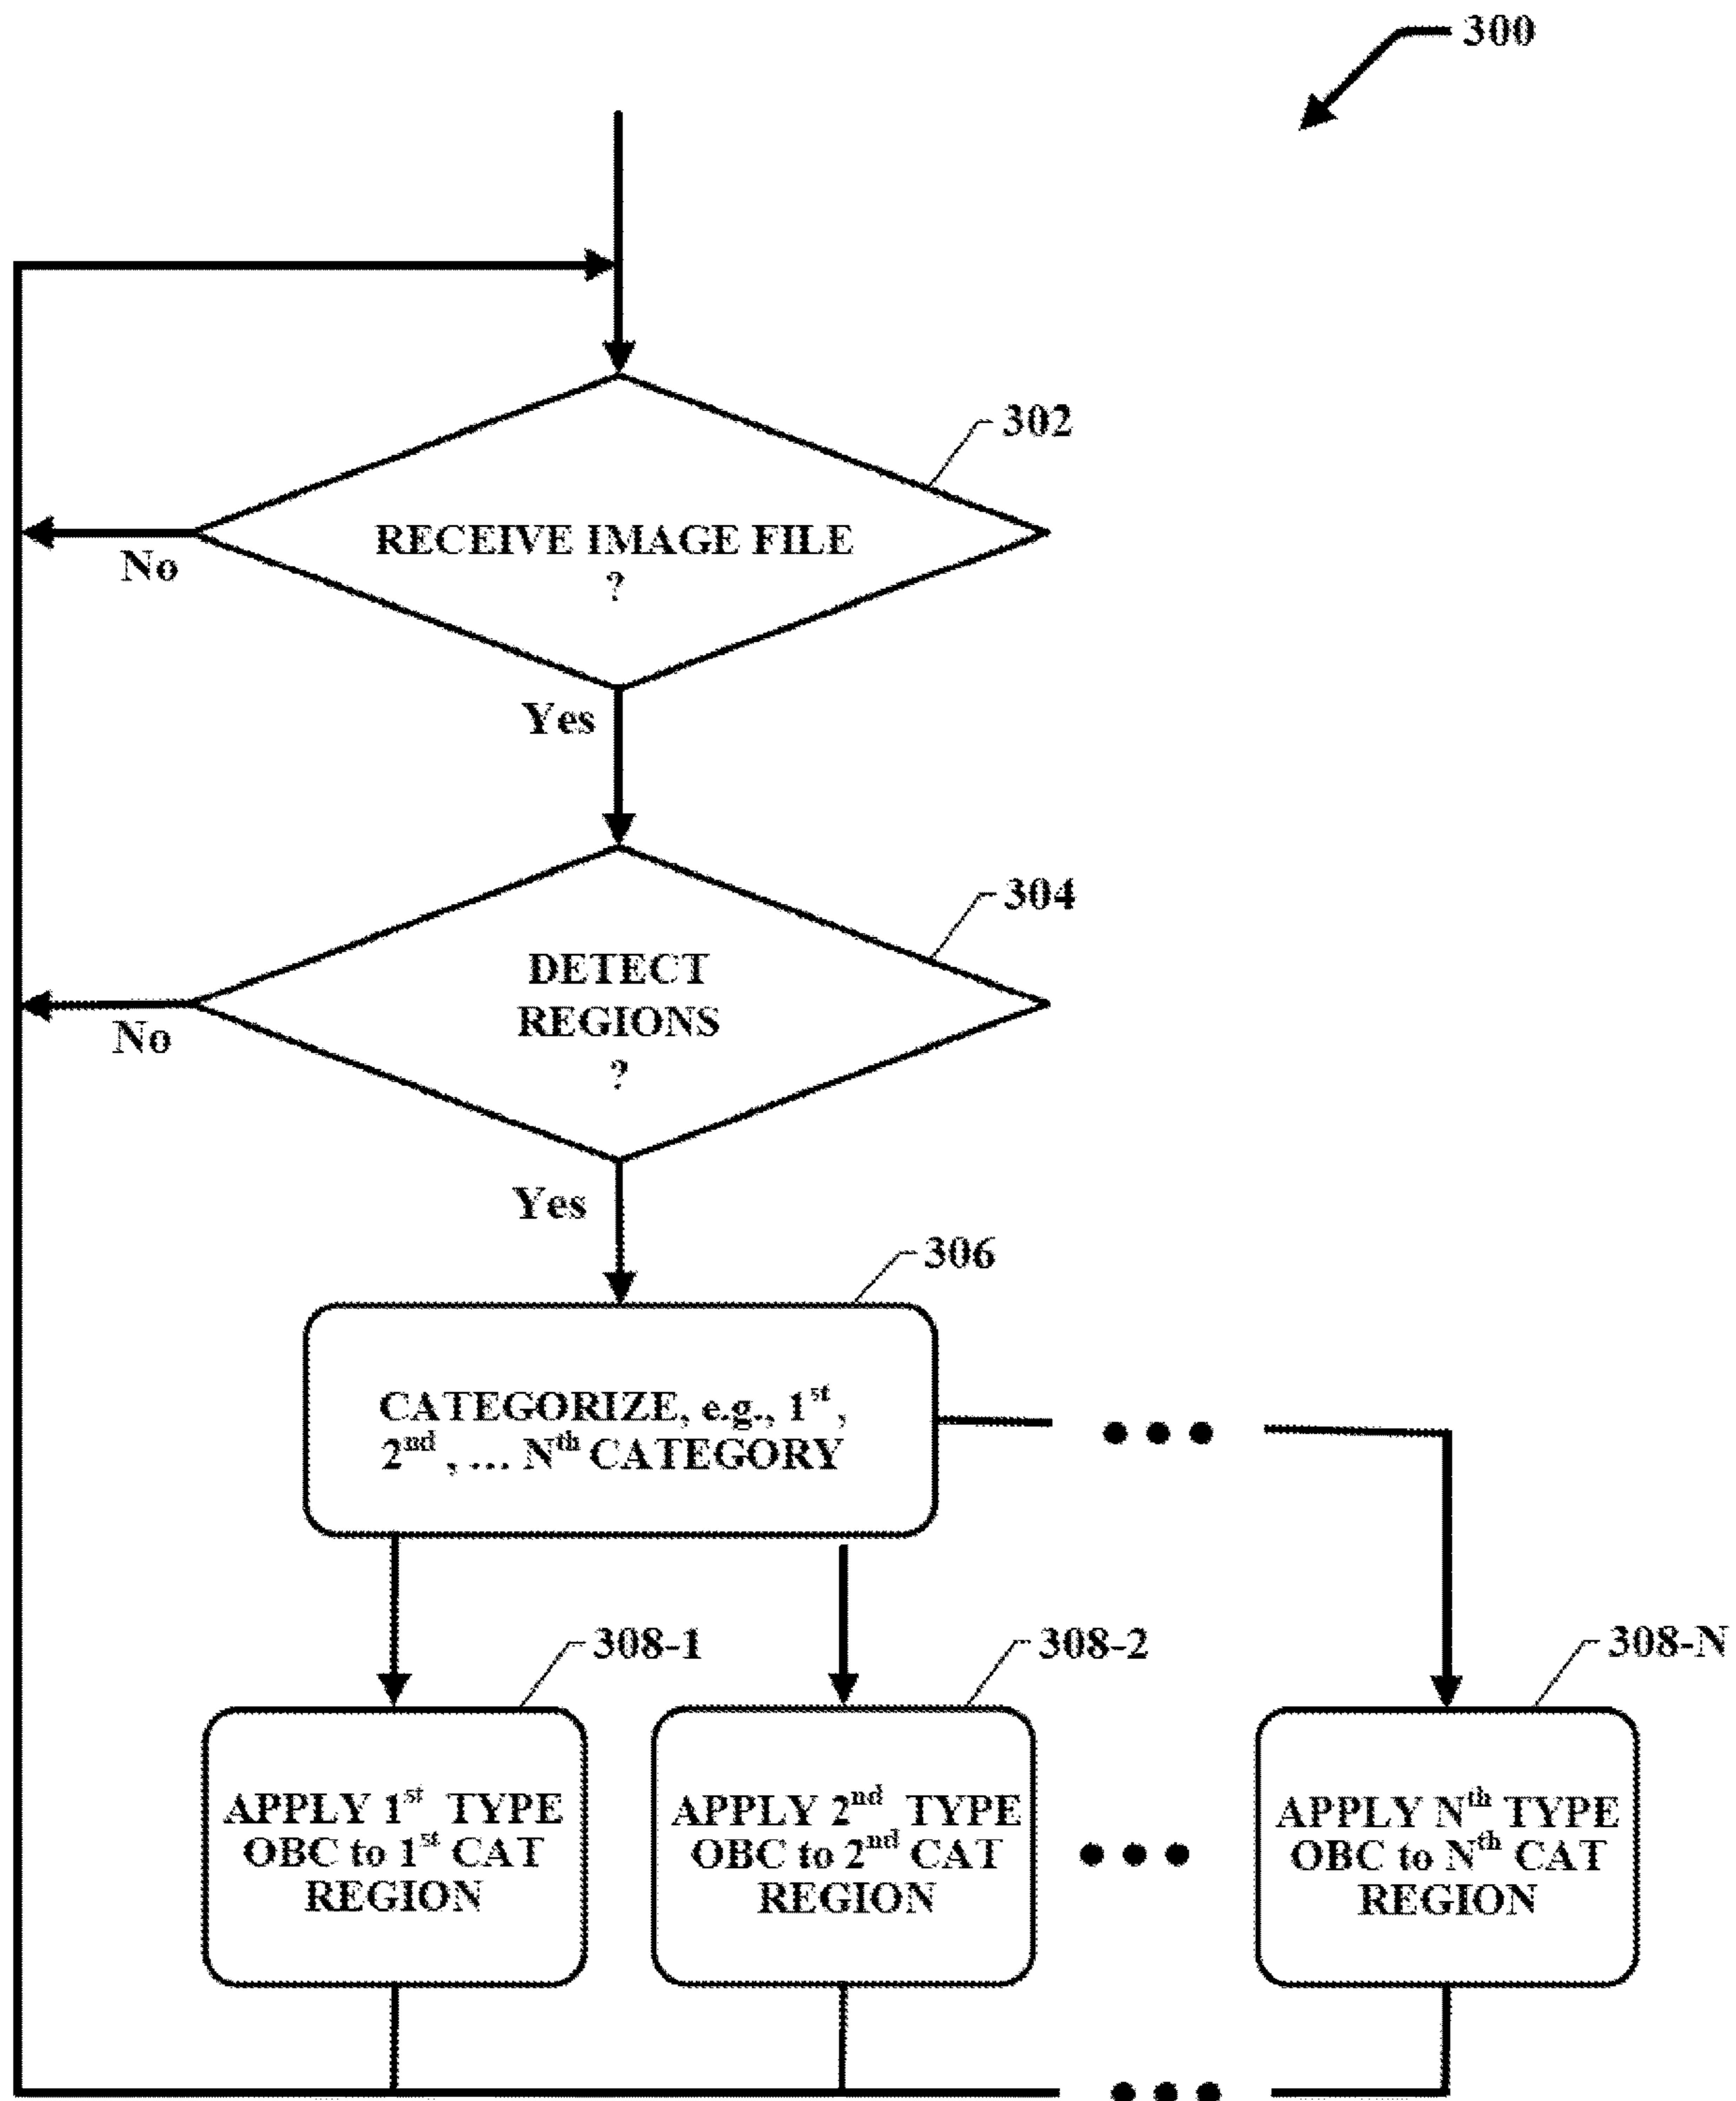 300
302
RECEIVE IMAGE FILE
?
No
Yes
304
DETECT
REGIONS
?
No
Yes
306
CATEGORIZE, e.g., 1st,
2nd , ... Nth CATEGORY
308-1
308-2
308-N
APPLY 1st TYPE
OBC to 1st CAT
REGION
APPLY 2nd TYPE
OBC to 2nd CAT
REGION
APPLY Nth TYPE
OBC to Nth CAT
REGION